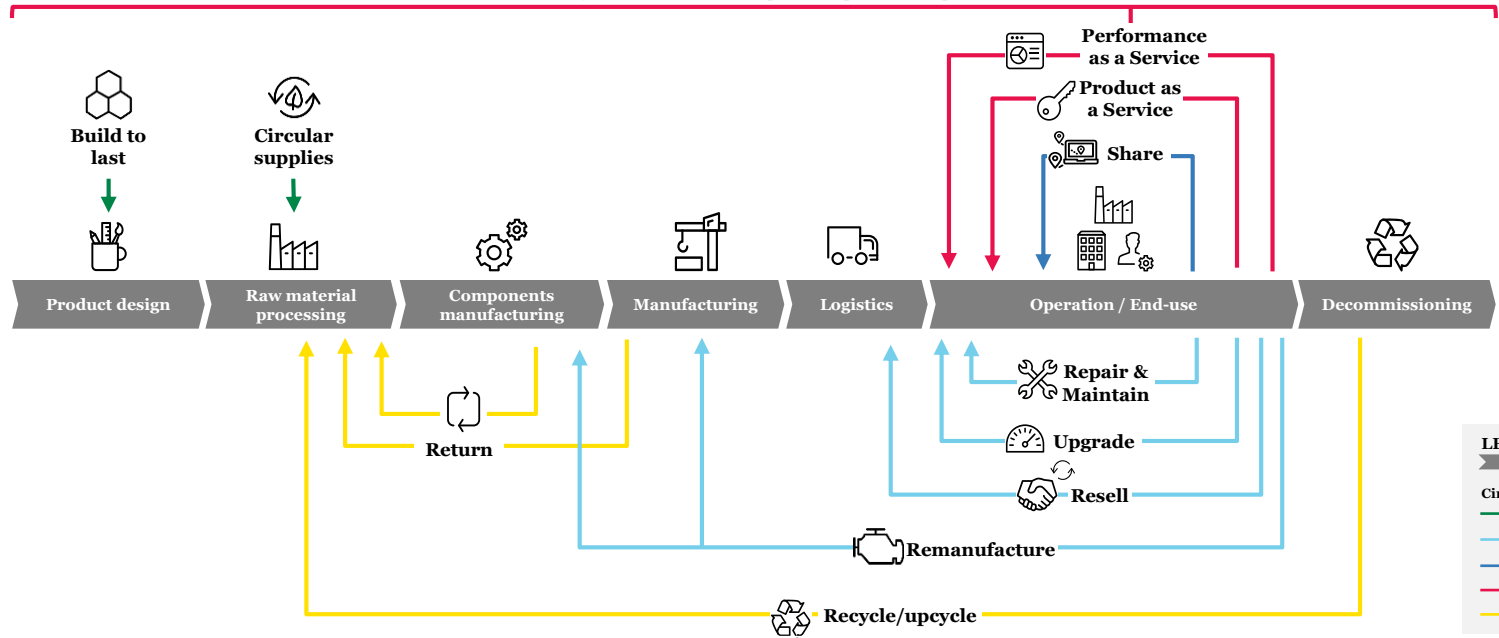 Performance
as a Service
Product as
a Service
Share
Build to
last
Circular
supplies
Product design
Raw material
processing
Components
manufacturing
Manufacturing
Logistics
Operation / End-use
Decommissioning
Repair &
Maintain
Return
Upgrade
Resell
Remanufacture
Recycle/upcycle